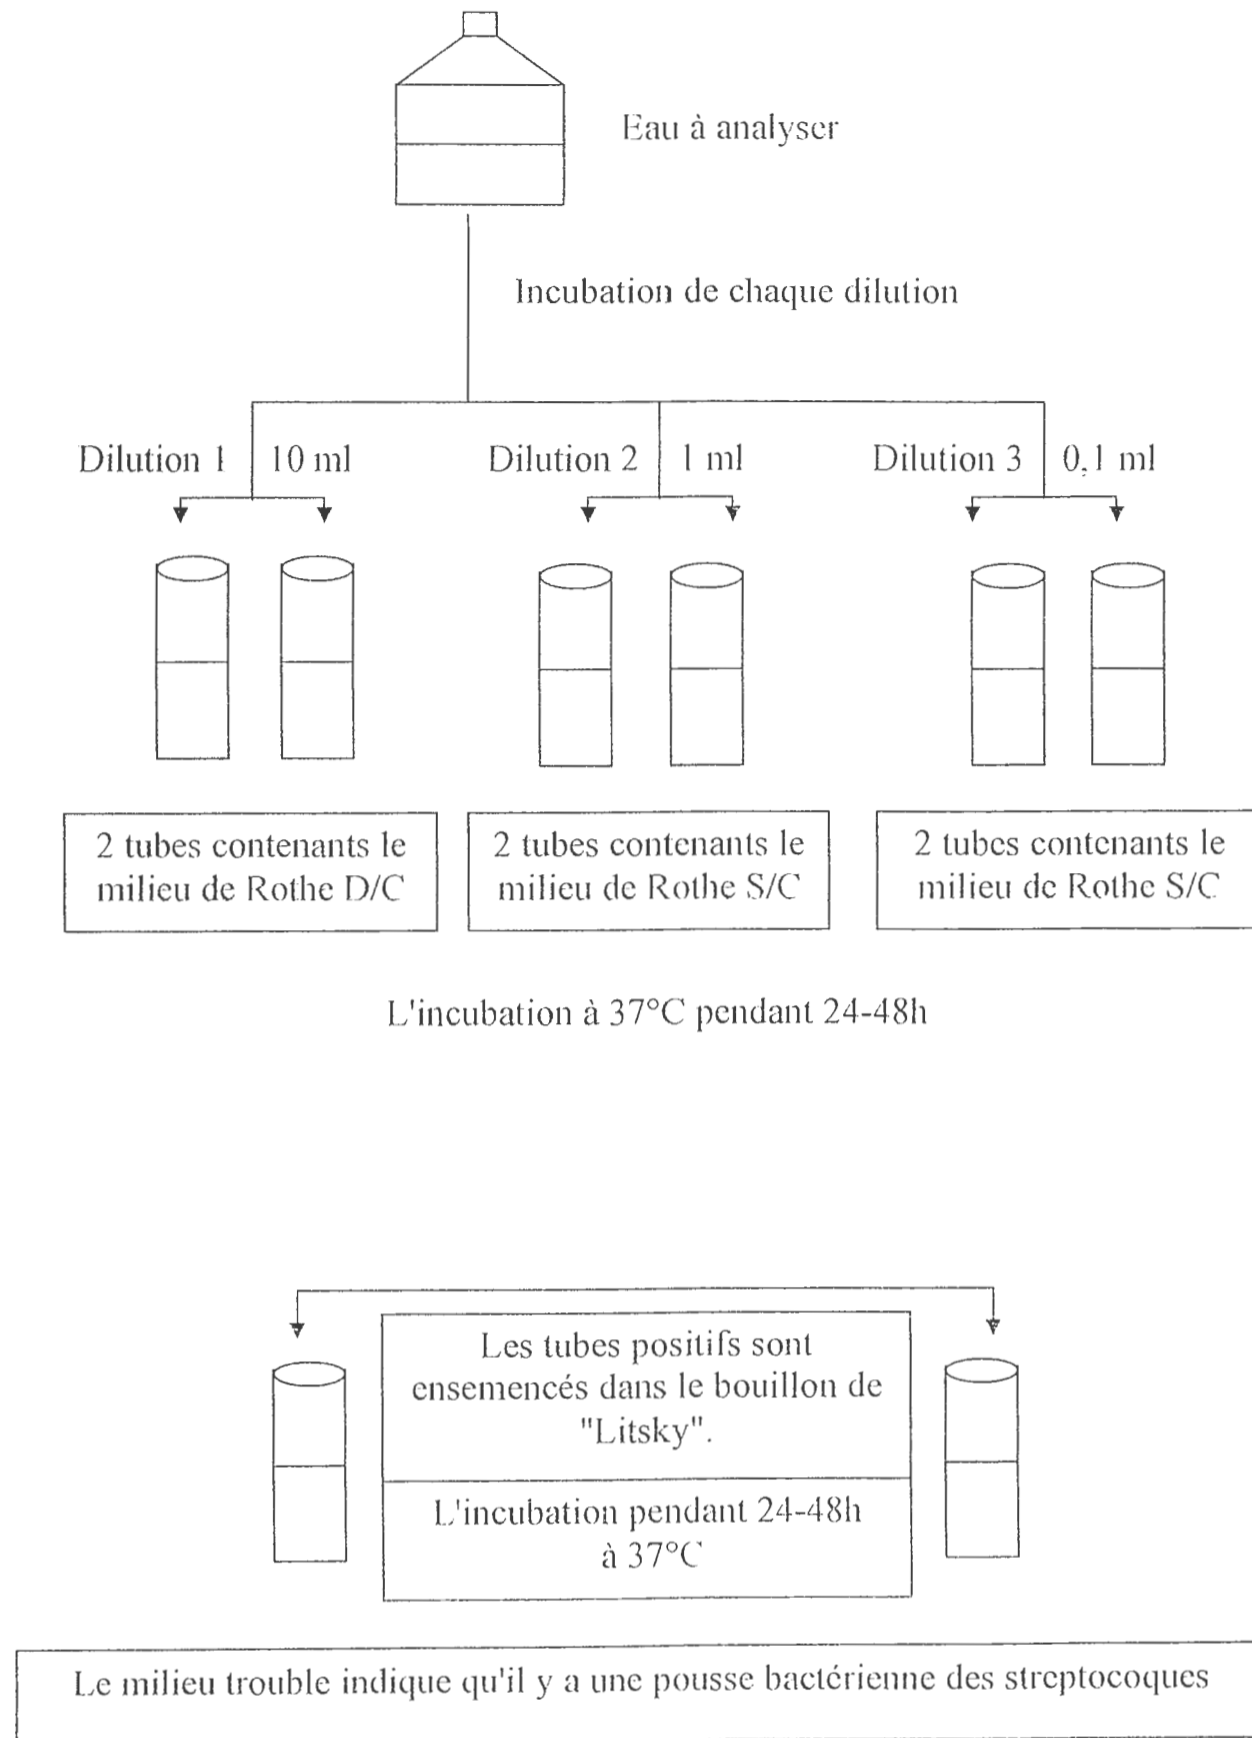 Eau à analyser
Incubation de chaque dilution
Dilution 1 10 ml
Dilution 2 1 ml
Dilution 3 0,1 ml
2 tubes contenants le
milieu de Rothe D/C
2 tubes contenants le
milieu de Rothe S/C
2 tubes contenants le
milieu de Rothe S/C
L'incubation à 37°C pendant 24-48h
Les tubes positifs sont
ensemencés dans le bouillon de
"Litsky".
L'incubation pendant 24-48h
à 37°C
Le milieu trouble indique qu'il y a une pousse bactérienne des streptocoques